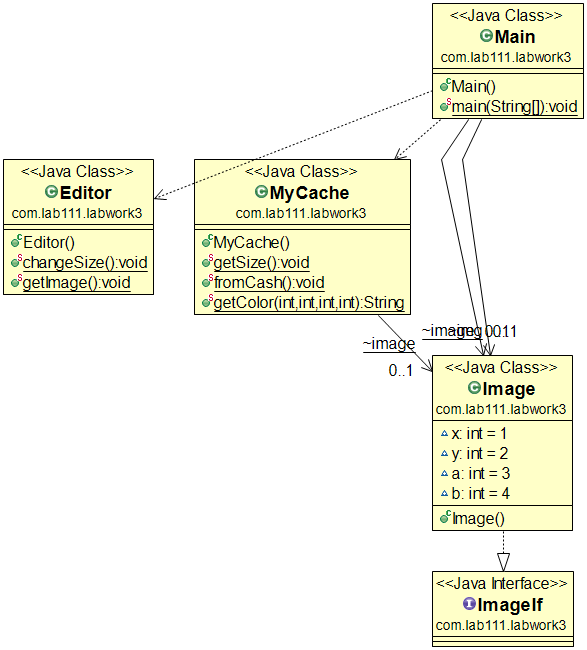 <<Java Class>>
Main
com.lab111.labwork3
Main()
main(String[]):void
<<Java Class>>
Editor
com.lab111.labwork3
Editor()
changeSize():void
getImage():void
<<Java Class>>
MyCache
com.lab111.labwork3
MyCache()
getSize():void
fromCash():void
getColor(int,int,int,int):String
~image
0..1
<<Java Class>>
Image
com.lab111.labwork3
x: int = 1
y: int = 2
a: int = 3
b: int = 4
Image()
<<Java Interface>>
ImageIf
com.lab111.labwork3